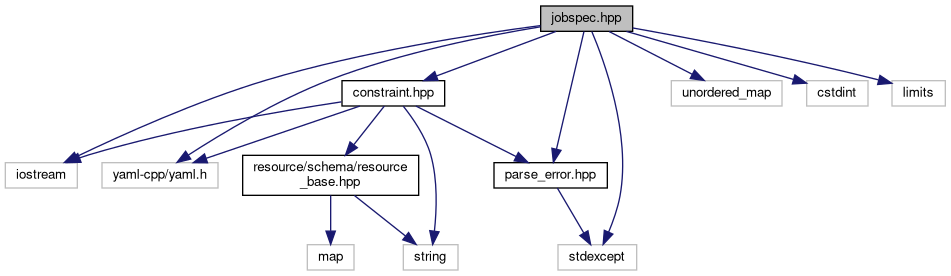 jobspec.hpp
constraint.hpp
unordered_map
cstdint
limits
iostream
yaml-cpp/yaml.h
resource/schema/resource
_base.hpp
parse_error.hpp
map
string
stdexcept